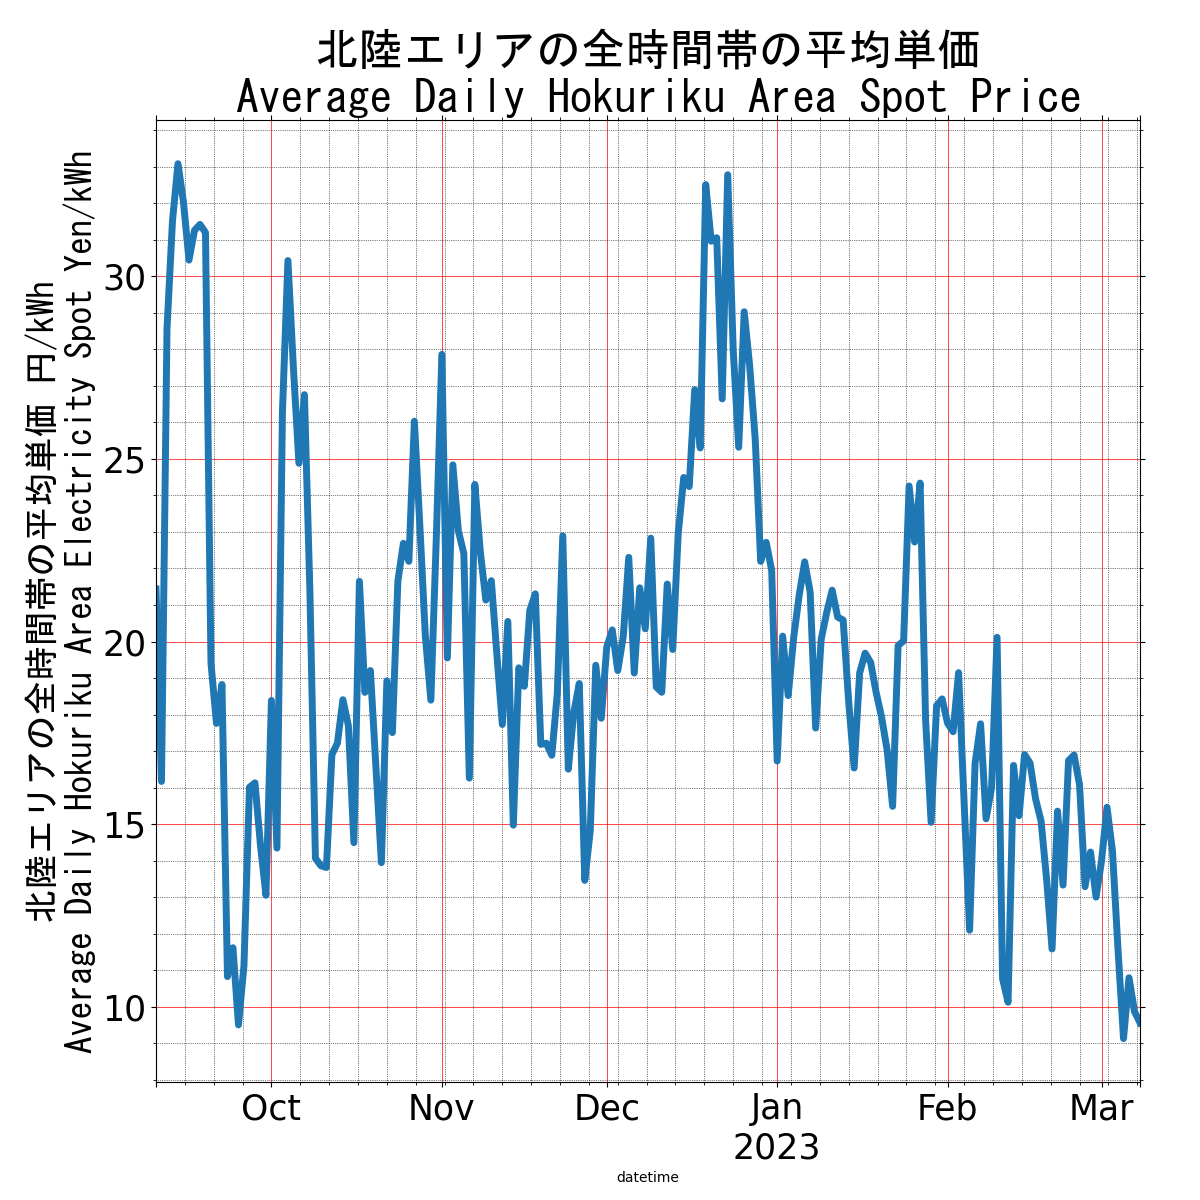 北陸エリアの全時間帯の平均単価
Average Daily Hokuriku Area Spot Price
北陸エリアの全時間帯の平均単価 円/kWh
Average Daily Hokuriku Area Electricity Spot Yen/kWh
30
25
20
15
10
Oct Nov Dec Jan Feb Mar
2023
datetime